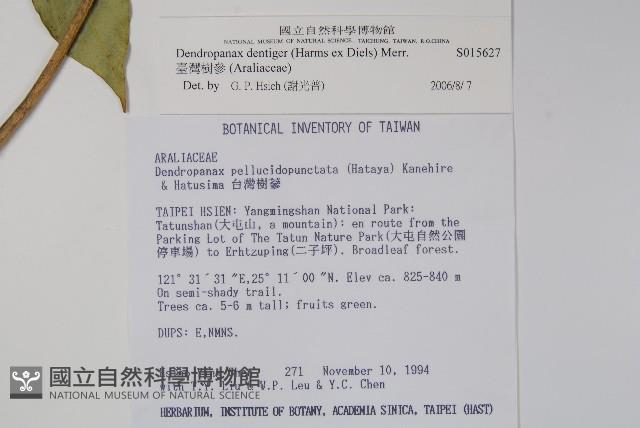 國立自然科學博物館
NATIONAL MUSEUM OF NATURAL SCIENCE, TAICHUNG, TAIWAN, R.O.CHINA
Dendropanax dentiger (Harms ex Diels) Merr. S015627
臺灣樹參 (Araliaceae)
Det. by G. P. Hsieh (謝光普) 2006/8/7
BOTANICAL INVENTORY OF TAIWAN
ARALIACEAE
Dendropanax pellucidopunctata (Hataya) Kanehire
& Hatusima 台灣樹蔘
TAIPEI HSIEN: Yangmingshan National Park:
Tatunshan(大屯山, a mountain); en route from the
Parking Lot of The Tatun Nature Park(大屯自然公園
停車場) to Erhtzuping(二子坪). Broadleaf forest.
121° 31´31 "E,25° 11´00 "N. Elev ca. 825-840 m
On semi-shady trail.
Trees ca. 5-6 m tall; fruits green.
DUPS: E,NMNS.
271 November 10, 1994
& W.P. Leu & Y.C. Chen
國立自然科學博物館
NATIONAL MUSEUM OF NATURAL SCIENCE
HERBARIUM, INSTITUTE OF BOTANY, ACADEMIA SINICA, TAIPEI (HAST)